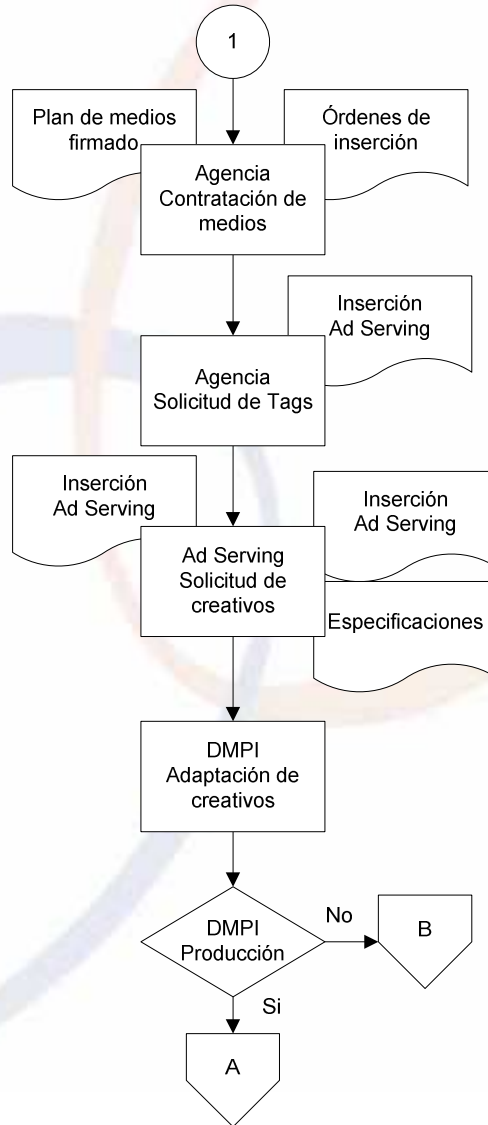 1
Plan de medios
firmado
Órdenes de
inserción
Agencia
Contratación de
medios
Inserción
Ad Serving
Agencia
Solicitud de Tags
Inserción
Ad Serving
Inserción
Ad Serving
Ad Serving
Solicitud de
creativos
Especificaciones
DMPI
Adaptación de
creativos
DMPI
Producción
No
B
Si
A